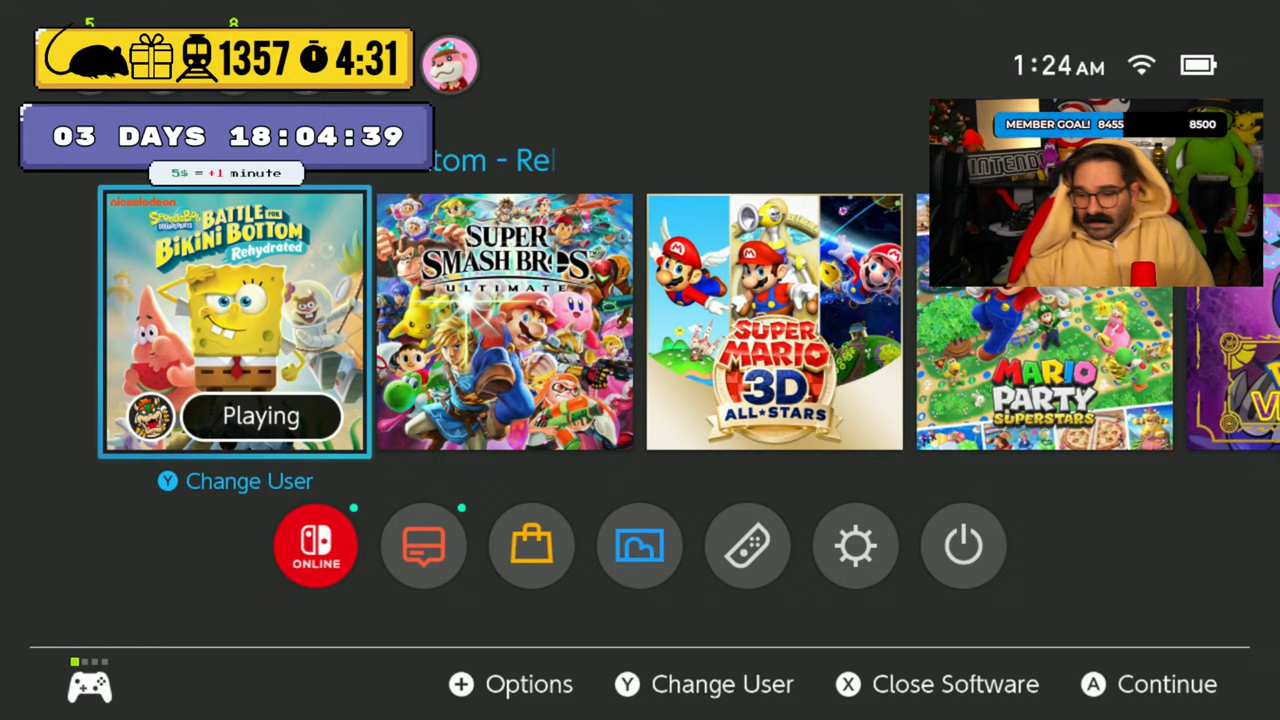 5 8
1357 4:31
1:24 AM
03 DAYS 18:04:39
5$ = +1 minute
MEMBER GOAL! 8455 8500
NINTENDO
tom - Re
nickelodeon
SpongeBob
SQUAREPANTS
BATTLE FOR
BIKINI BOTTOM
Rehydrated
Playing
SUPER
SMASH BROS.
ULTIMATE
SUPER
MARIO
3D
ALL★STARS
MARIO
PARTY
SUPERSTARS
Y Change User
ONLINE
+ Options
Y Change User
X Close Software
A Continue